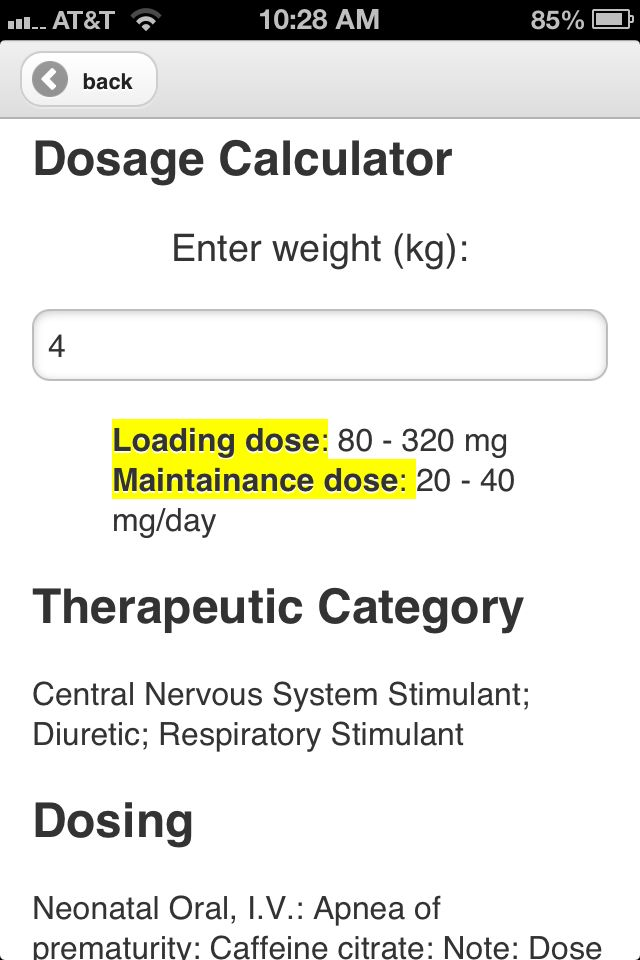 AT&T 10:28 AM 85%
back
Dosage Calculator
Enter weight (kg):
4
Loading dose: 80 - 320 mg
Maintainance dose: 20 - 40
mg/day
Therapeutic Category
Central Nervous System Stimulant;
Diuretic; Respiratory Stimulant
Dosing
Neonatal Oral, I.V.: Apnea of
prematurity: Caffeine citrate: Note: Dose